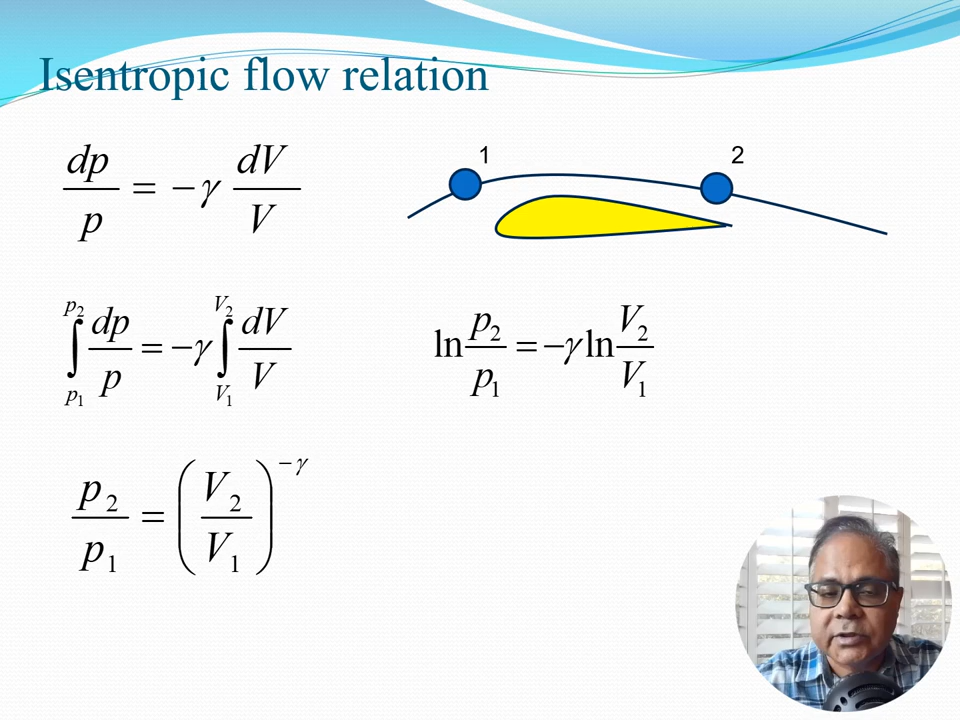 Isentropic flow relation
dp/p = −γ dV/V
1 2
∫_{p₁}^{p₂} dp/p = −γ ∫_{V₁}^{V₂} dV/V
ln p₂/p₁ = −γ ln V₂/V₁
p₂/p₁ = (V₂/V₁)^{−γ}